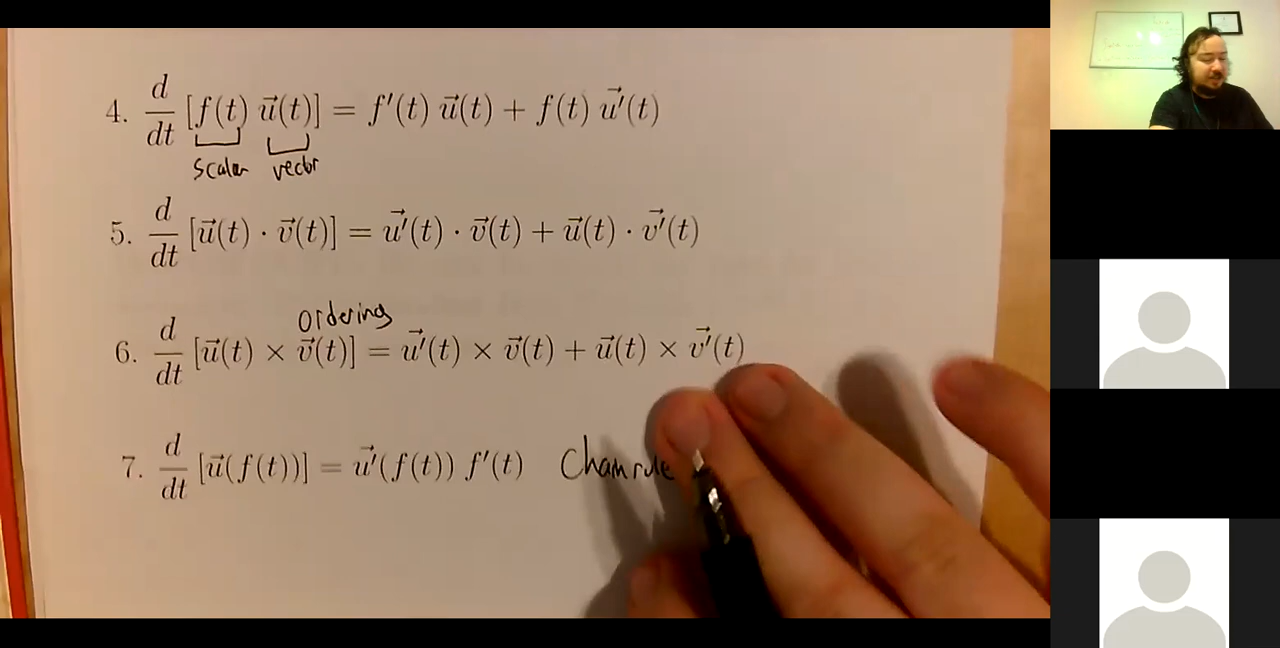 4. d/dt [f(t) u⃗(t)] = f'(t) u⃗(t) + f(t) u⃗'(t)
scalar vector
5. d/dt [u⃗(t) · v⃗(t)] = u⃗'(t) · v⃗(t) + u⃗(t) · v⃗'(t)
ordering
6. d/dt [u⃗(t) × v⃗(t)] = u⃗'(t) × v⃗(t) + u⃗(t) × v⃗'(t)
7. d/dt [u⃗(f(t))] = u⃗'(f(t)) f'(t) Chain rule